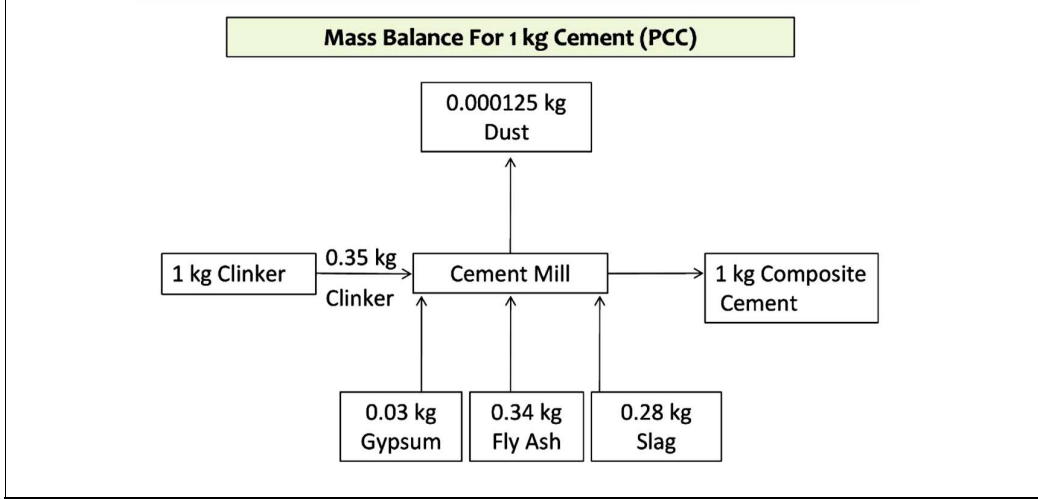 Mass Balance For 1 kg Cement (PCC)
0.000125 kg
Dust
1 kg Clinker
0.35 kg
Clinker
Cement Mill
1 kg Composite
Cement
0.03 kg
Gypsum
0.34 kg
Fly Ash
0.28 kg
Slag